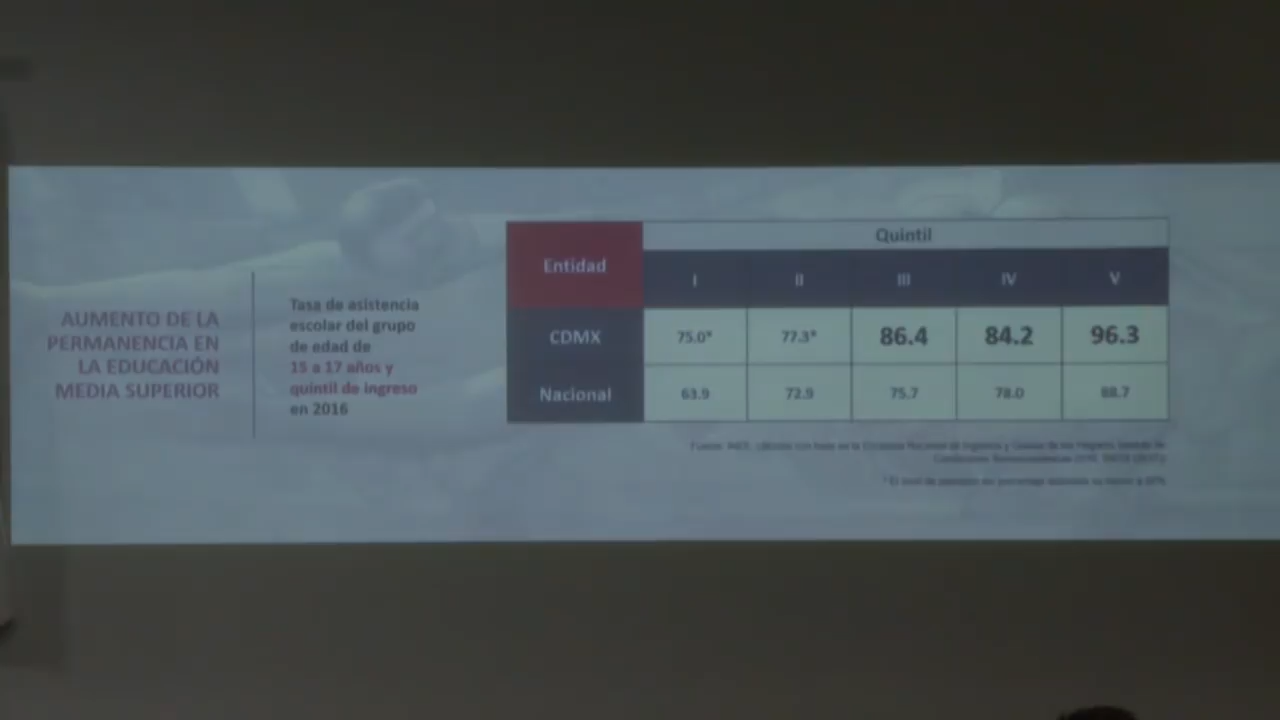 AUMENTO DE LA
PERMANENCIA EN
LA EDUCACIÓN
MEDIA SUPERIOR
Tasa de asistencia
escolar del grupo
de edad de
15 a 17 años y
quintil de ingreso
en 2016
Entidad Quintil
I II III IV V
CDMX 75.0* 77.3* 86.4 84.2 96.3
Nacional 63.9 72.9 75.7 78.0 88.7